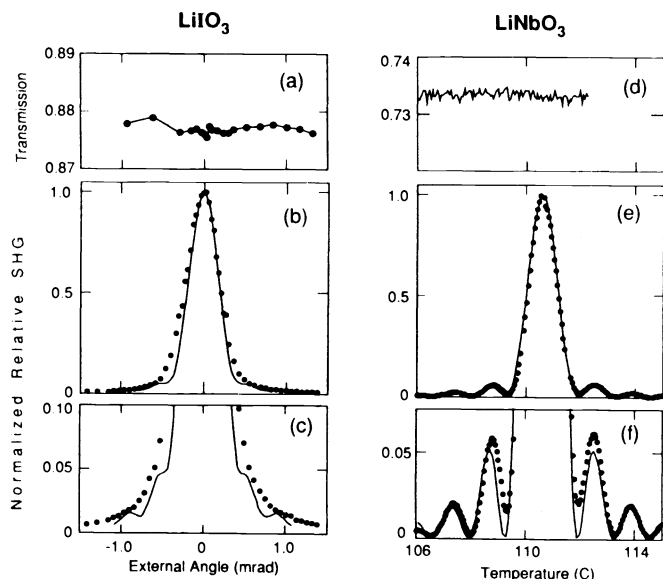 LiIO3
LiNbO3
Transmission
0.89
0.88
0.87
(a)
0.74
0.73
(d)
Normalized Relative SHG
1.0
0.5
0
(b)
1.0
0.5
0
(e)
0.10
0.05
0
(c)
0.05
0
(f)
-1.0
0
1.0
External Angle (mrad)
106
110
114
Temperature (C)